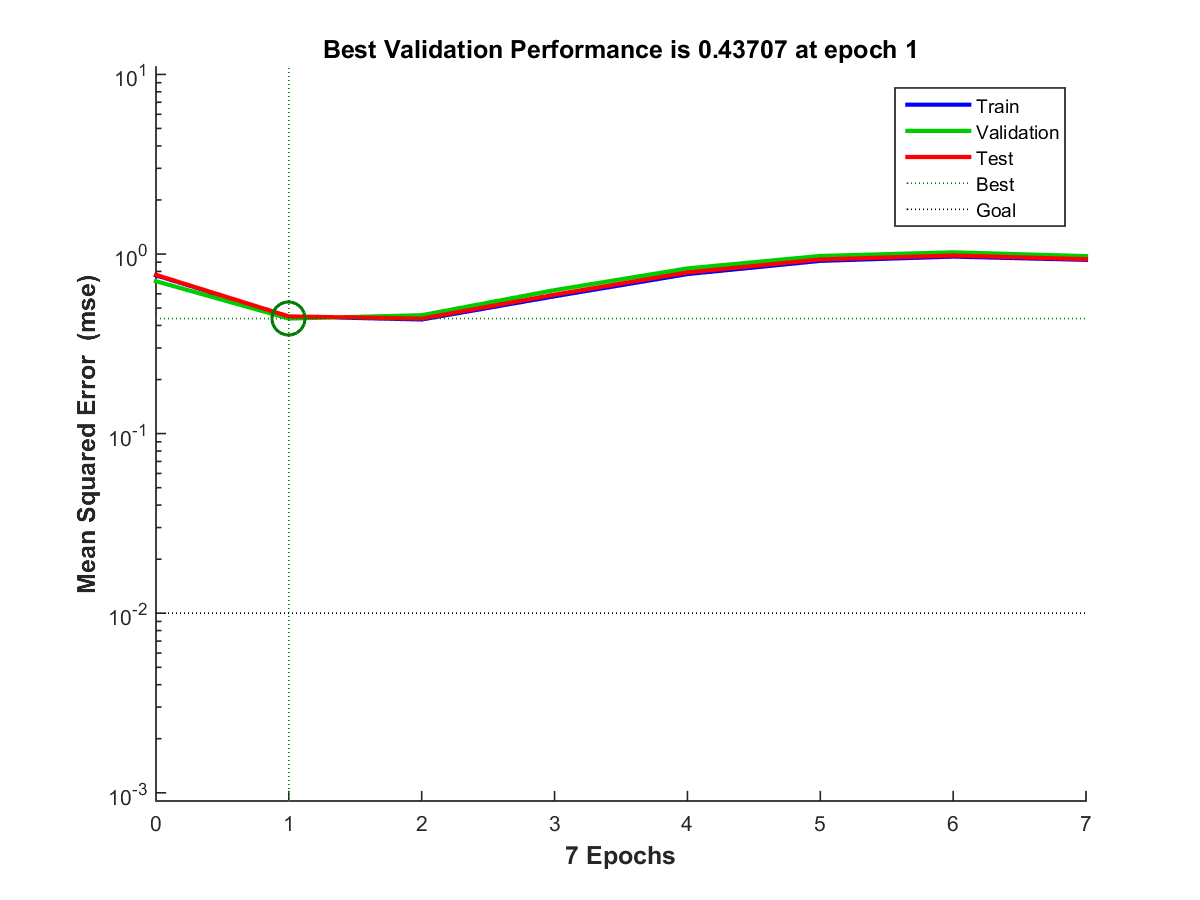 Best Validation Performance is 0.43707 at epoch 1
Mean Squared Error (mse)
10^1
10^0
10^-1
10^-2
10^-3
Train
Validation
Test
Best
Goal
0 1 2 3 4 5 6 7
7 Epochs